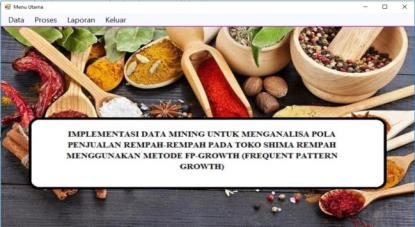 Menu Utama
Data Proses Laporan Keluar
IMPLEMENTASI DATA MINING UNTUK MENGANALISA POLA
PENJUALAN REMPAH-REMPAH PADA TOKO SHIMA REMPAH
MENGGUNAKAN METODE FP-GROWTH (FREQUENT PATTERN
GROWTH)